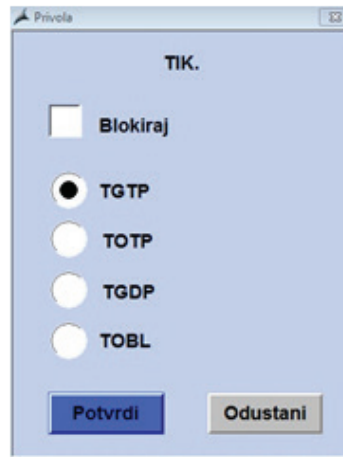 Privola
TIK.
Blokiraj
TGTP
TOTP
TGDP
TOBL
Potvrdi Odustani